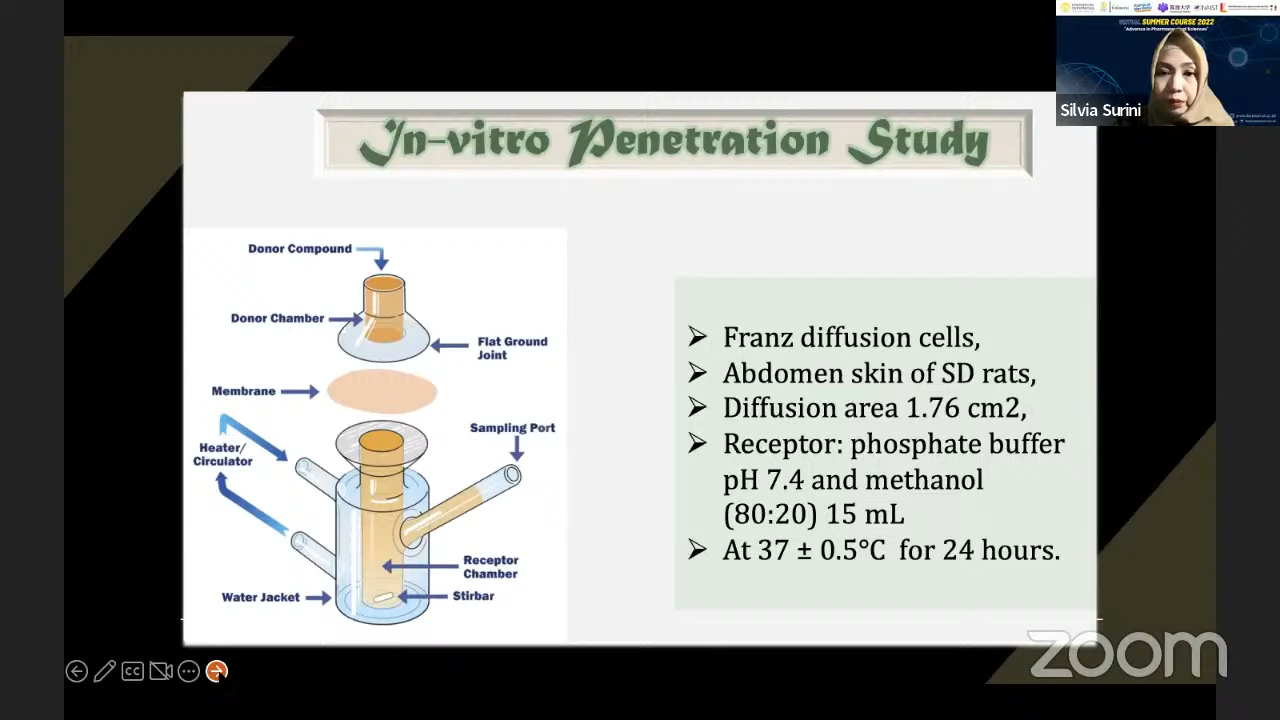 SUMMER COURSE 2022
"Advance in Pharmaceutical Sciences"
Silvia Surini
In-vitro Penetration Study
Donor Compound
Donor Chamber
Flat Ground
Joint
Membrane
Sampling Port
Heater/
Circulator
Receptor
Chamber
Water Jacket
Stirbar
➢ Franz diffusion cells,
➢ Abdomen skin of SD rats,
➢ Diffusion area 1.76 cm2,
➢ Receptor: phosphate buffer
pH 7.4 and methanol
(80:20) 15 mL
➢ At 37 ± 0.5°C for 24 hours.
CC
zoom